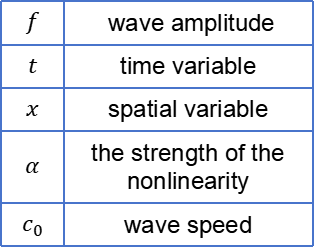 f wave amplitude
t time variable
x spatial variable
α the strength of the
nonlinearity
c₀ wave speed